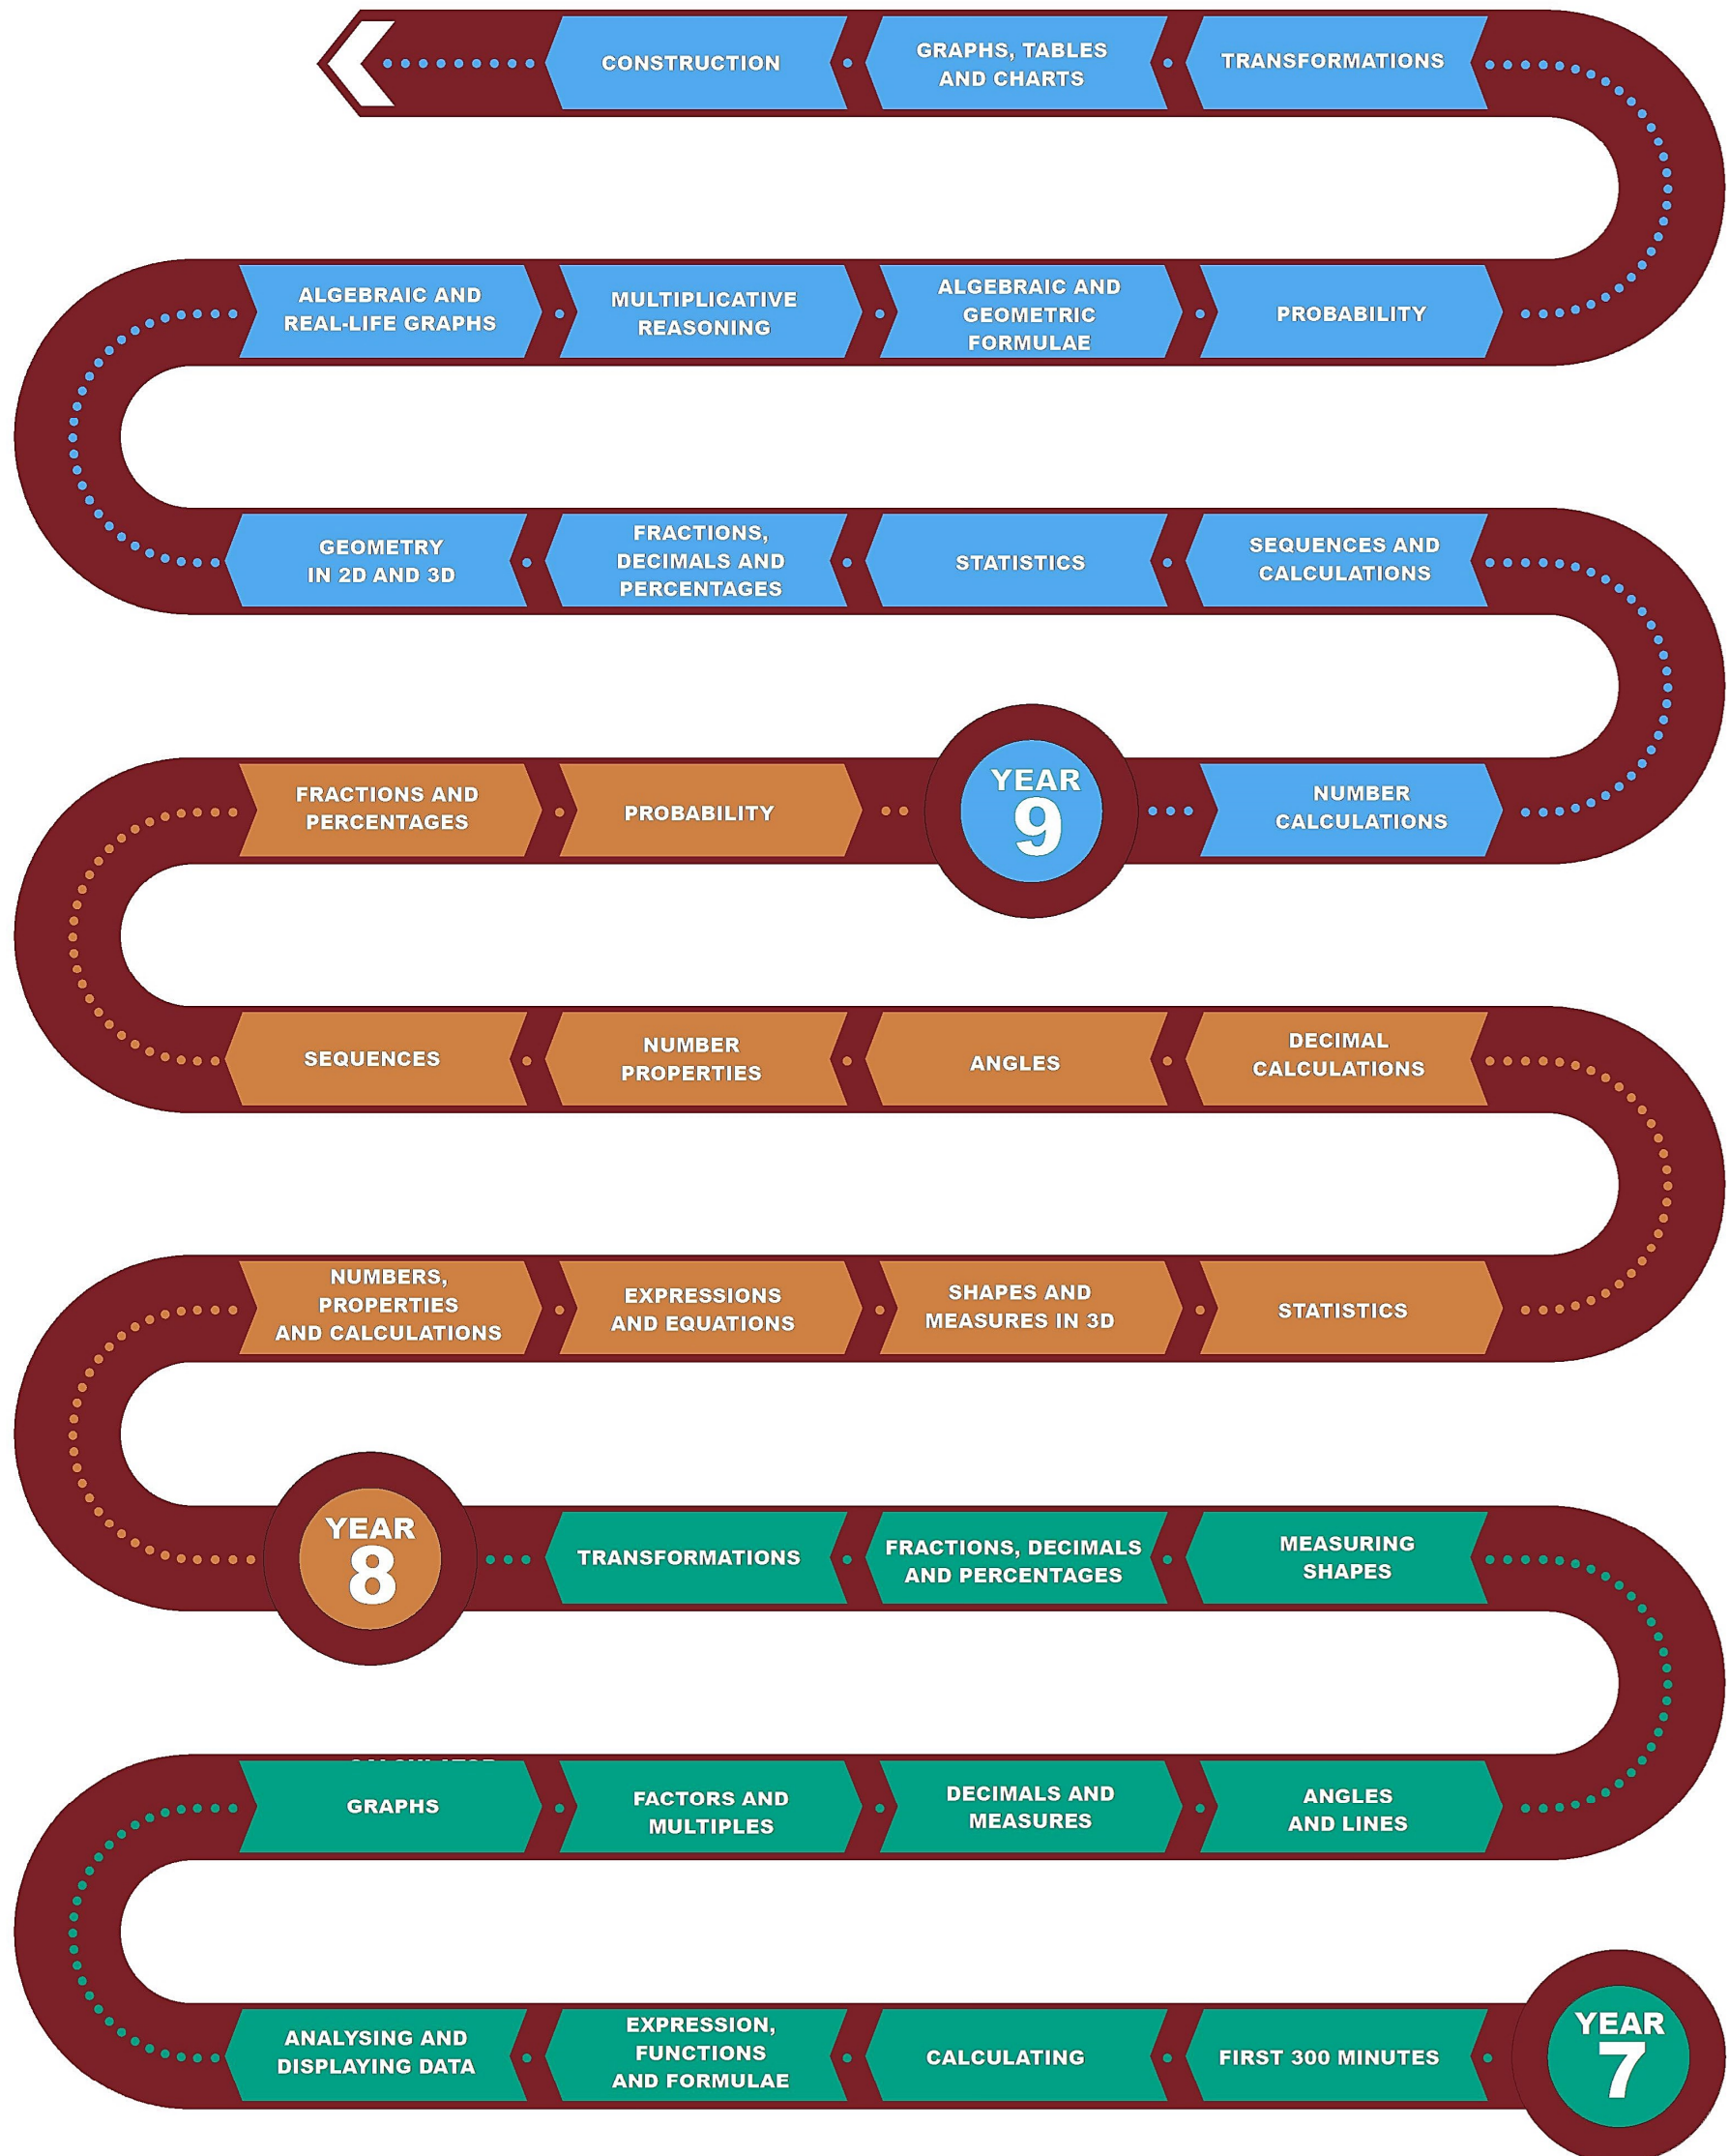 CONSTRUCTION
GRAPHS, TABLES
AND CHARTS
TRANSFORMATIONS
ALGEBRAIC AND
REAL-LIFE GRAPHS
MULTIPLICATIVE
REASONING
ALGEBRAIC AND
GEOMETRIC
FORMULAE
PROBABILITY
GEOMETRY
IN 2D AND 3D
FRACTIONS,
DECIMALS AND
PERCENTAGES
STATISTICS
SEQUENCES AND
CALCULATIONS
FRACTIONS AND
PERCENTAGES
PROBABILITY
YEAR
9
NUMBER
CALCULATIONS
SEQUENCES
NUMBER
PROPERTIES
ANGLES
DECIMAL
CALCULATIONS
NUMBERS,
PROPERTIES
AND CALCULATIONS
EXPRESSIONS
AND EQUATIONS
SHAPES AND
MEASURES IN 3D
STATISTICS
YEAR
8
TRANSFORMATIONS
FRACTIONS, DECIMALS
AND PERCENTAGES
MEASURING
SHAPES
GRAPHS
FACTORS AND
MULTIPLES
DECIMALS AND
MEASURES
ANGLES
AND LINES
ANALYSING AND
DISPLAYING DATA
EXPRESSION,
FUNCTIONS
AND FORMULAE
CALCULATING
FIRST 300 MINUTES
YEAR
7